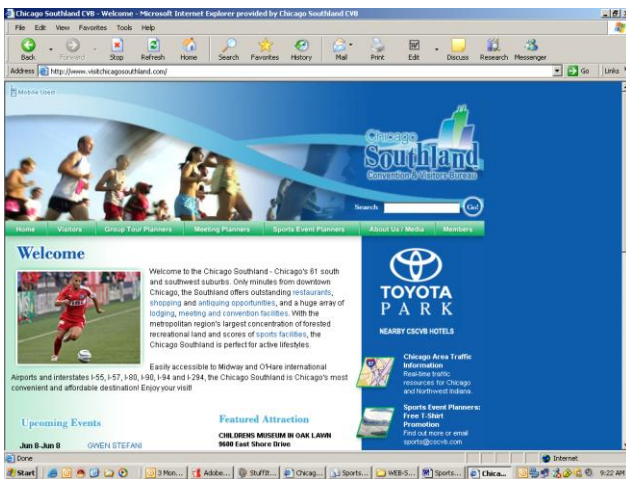 Chicago Southland CVB - Welcome - Microsoft Internet Explorer provided by Chicago Southland CVB
File Edit View Favorites Tools Help
Back Forward Stop Refresh Home Search Favorites History Mail Print Edit Discuss Research Messenger
Address http://www.visitchicagosouthland.com/ Go Links
Mobile Users
Chicago
Southland
Convention & Visitors Bureau
Search Go!
Home Visitors Group Tour Planners Meeting Planners Sports Event Planners About Us / Media Members
Welcome
Welcome to the Chicago Southland - Chicago's 61 south
and southwest suburbs. Only minutes from downtown
Chicago, the Southland offers outstanding restaurants,
shopping and antiquing opportunities, and a huge array of
lodging, meeting and convention facilities. With the
metropolitan region's largest concentration of forested
recreational land and scores of sports facilities, the
Chicago Southland is perfect for active lifestyles.
Easily accessible to Midway and O'Hare international
Airports and interstates I-55, I-57, I-80, I-90, I-94 and I-294, the Chicago Southland is Chicago's most
convenient and affordable destination! Enjoy your visit!
Upcoming Events
Jun 8-Jun 8 GWEN STEFANI
Featured Attraction
CHILDRENS MUSEUM IN OAK LAWN
9600 East Shore Drive
TOYOTA
PARK
NEARBY CSCVB HOTELS
Chicago Area Traffic
Information
Real-time traffic
resources for Chicago
and Northwest Indiana.
Sports Event Planners:
Free T-Shirt
Promotion
Find out more or email
sports@cscvb.com
Done Internet
Start 3 Mon... Adobe... StuffIt... Chicag... Sports... WEB-S... Sports... Chica... 9:22 AM